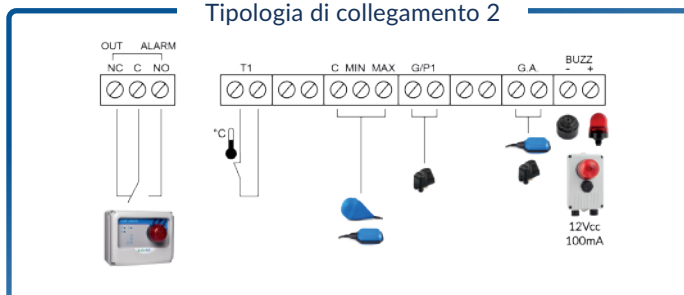 Tipologia di collegamento 2
OUT ALARM
NC C NO
T1
C MIN MAX
G/P1
G.A.
BUZZ
- +
°C
12Vcc
100mA